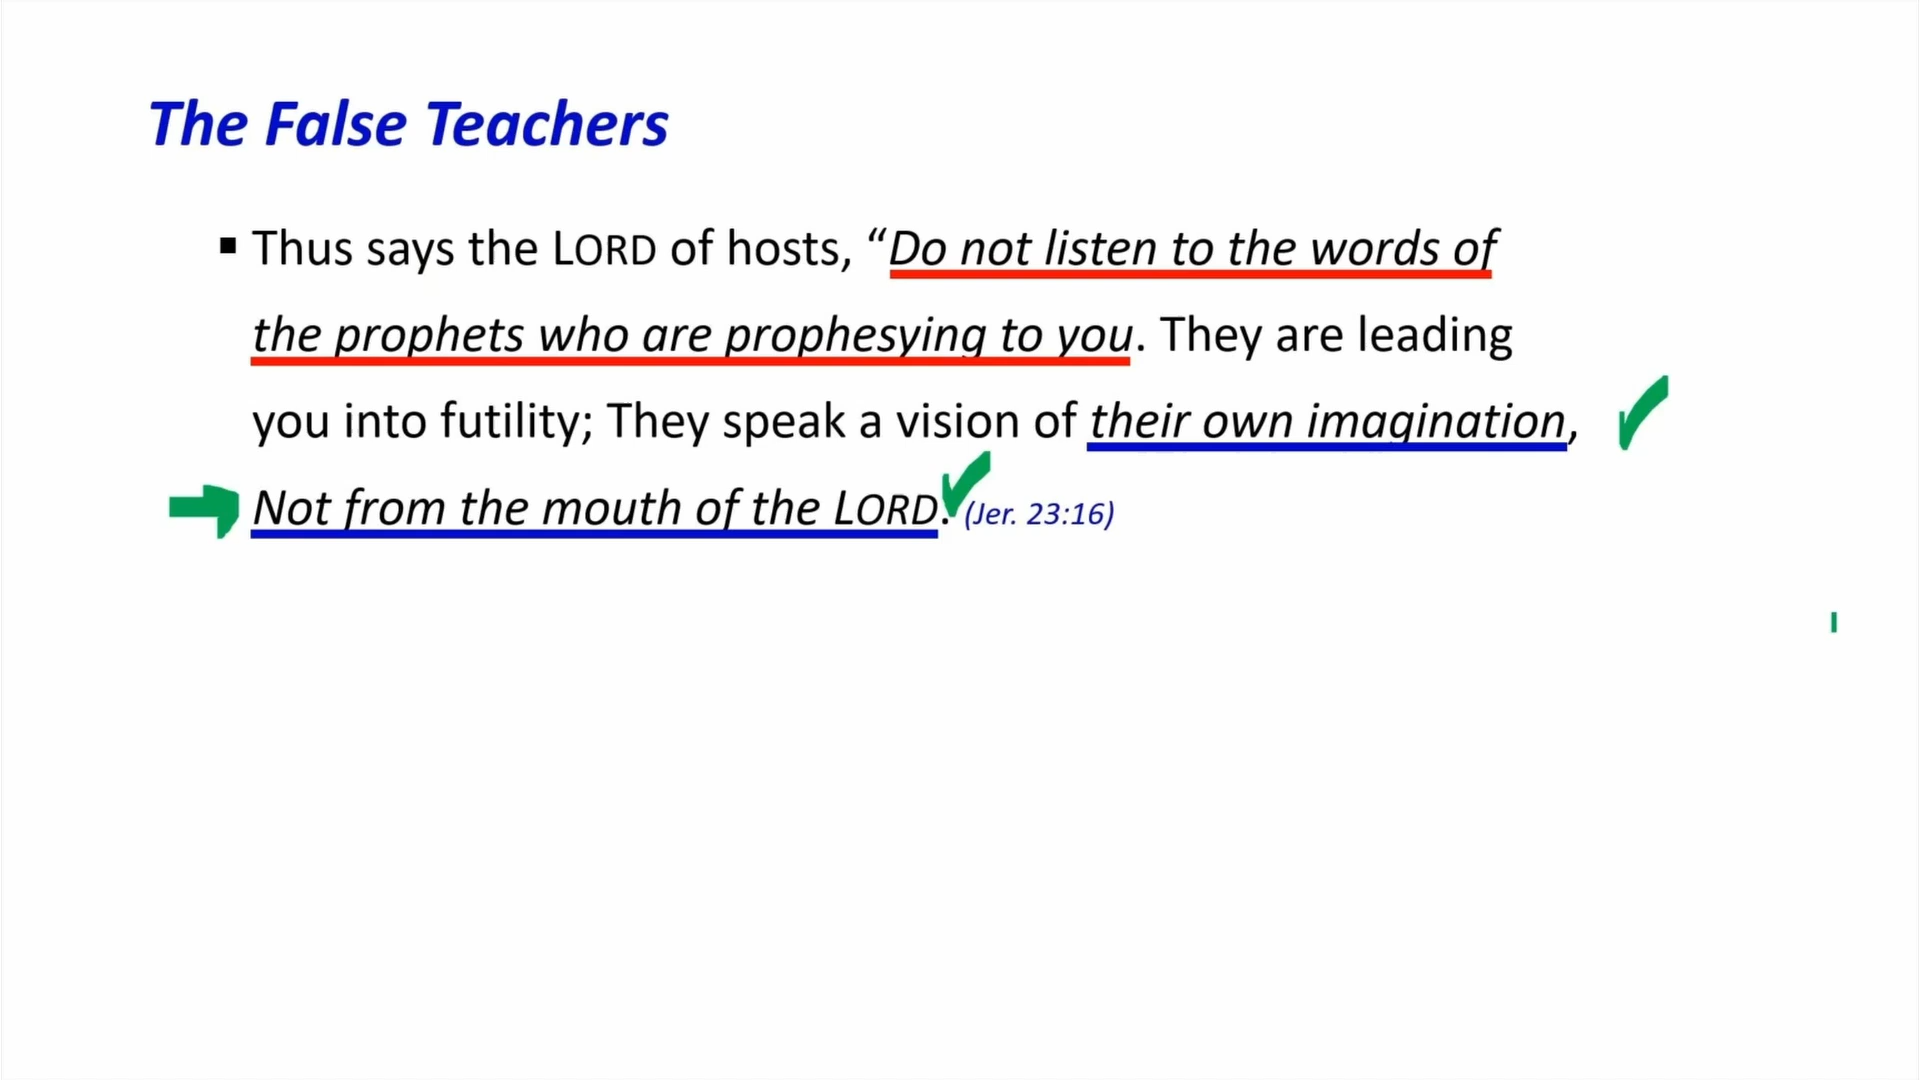 The False Teachers
▪ Thus says the LORD of hosts, “Do not listen to the words of
the prophets who are prophesying to you. They are leading
you into futility; They speak a vision of their own imagination,
Not from the mouth of the LORD. (Jer. 23:16)